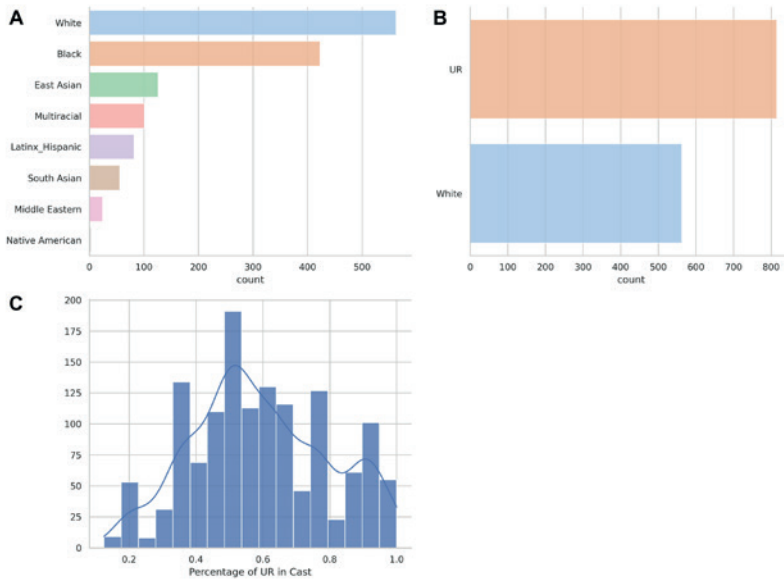 A
White
Black
East Asian
Multiracial
Latinx_Hispanic
South Asian
Middle Eastern
Native American
0 100 200 300 400 500
count
B
UR
White
0 100 200 300 400 500 600 700 800
count
C
200
175
150
125
100
75
50
25
0
0.2 0.4 0.6 0.8 1.0
Percentage of UR in Cast